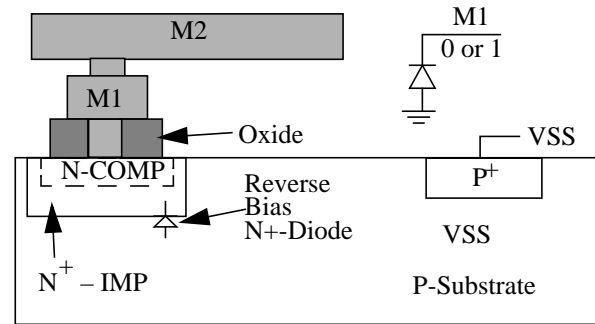 M2
M1
0 or 1
M1
Oxide
VSS
N-COMP
P+
Reverse
Bias
N+-Diode
VSS
N+ – IMP
P-Substrate